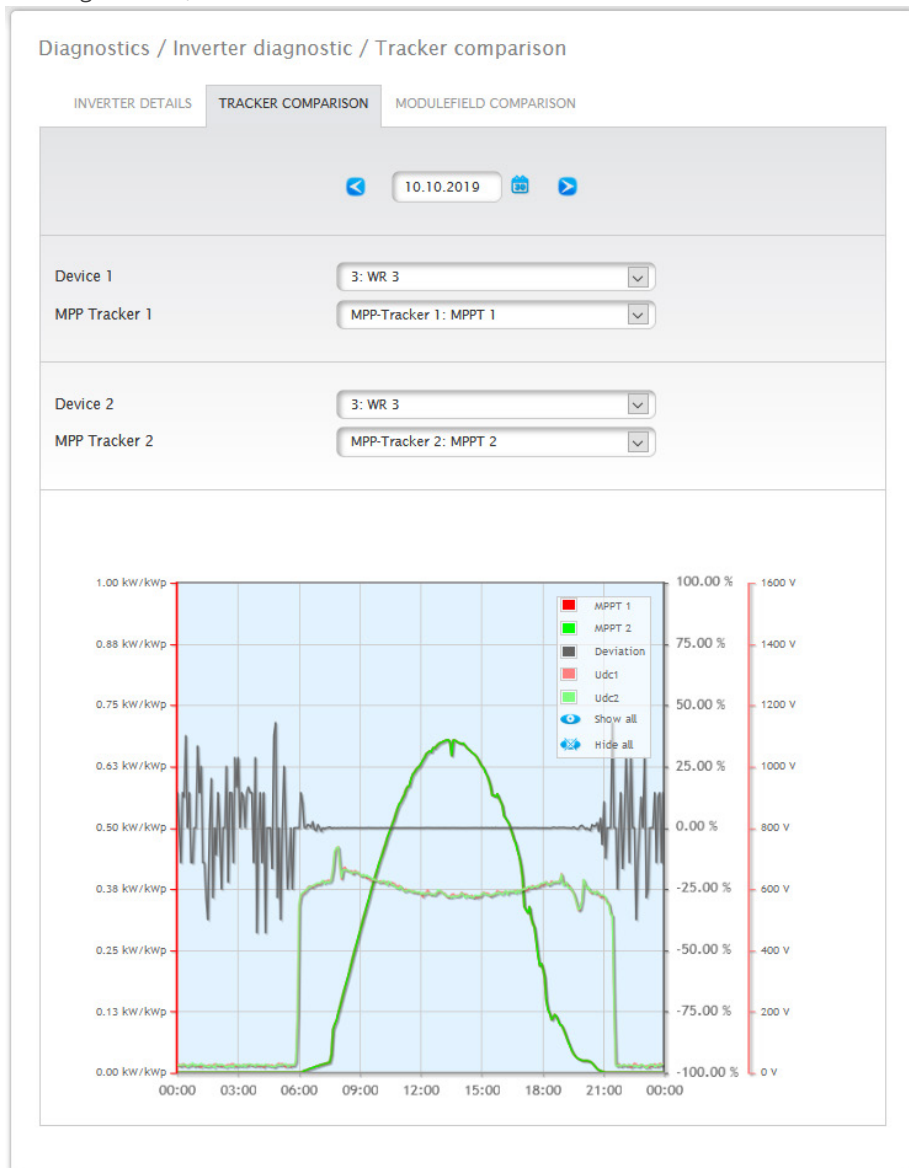 Diagnostics / Inverter diagnostic / Tracker comparison
INVERTER DETAILS TRACKER COMPARISON MODULEFIELD COMPARISON
10.10.2019 30
Device 1 3: WR 3
MPP Tracker 1 MPP-Tracker 1: MPPT 1
Device 2 3: WR 3
MPP Tracker 2 MPP-Tracker 2: MPPT 2
1.00 kW/kWp 100.00 % 1600 V
MPPT 1
MPPT 2
0.88 kW/kWp 75.00 % 1400 V
Deviation
Udc1
Udc2
0.75 kW/kWp 50.00 % 1200 V
Show all
Hide all
0.63 kW/kWp 25.00 % 1000 V
0.50 kW/kWp 0.00 % 800 V
0.38 kW/kWp -25.00 % 600 V
0.25 kW/kWp -50.00 % 400 V
0.13 kW/kWp -75.00 % 200 V
0.00 kW/kWp -100.00 % 0 V
00:00 03:00 06:00 09:00 12:00 15:00 18:00 21:00 00:00